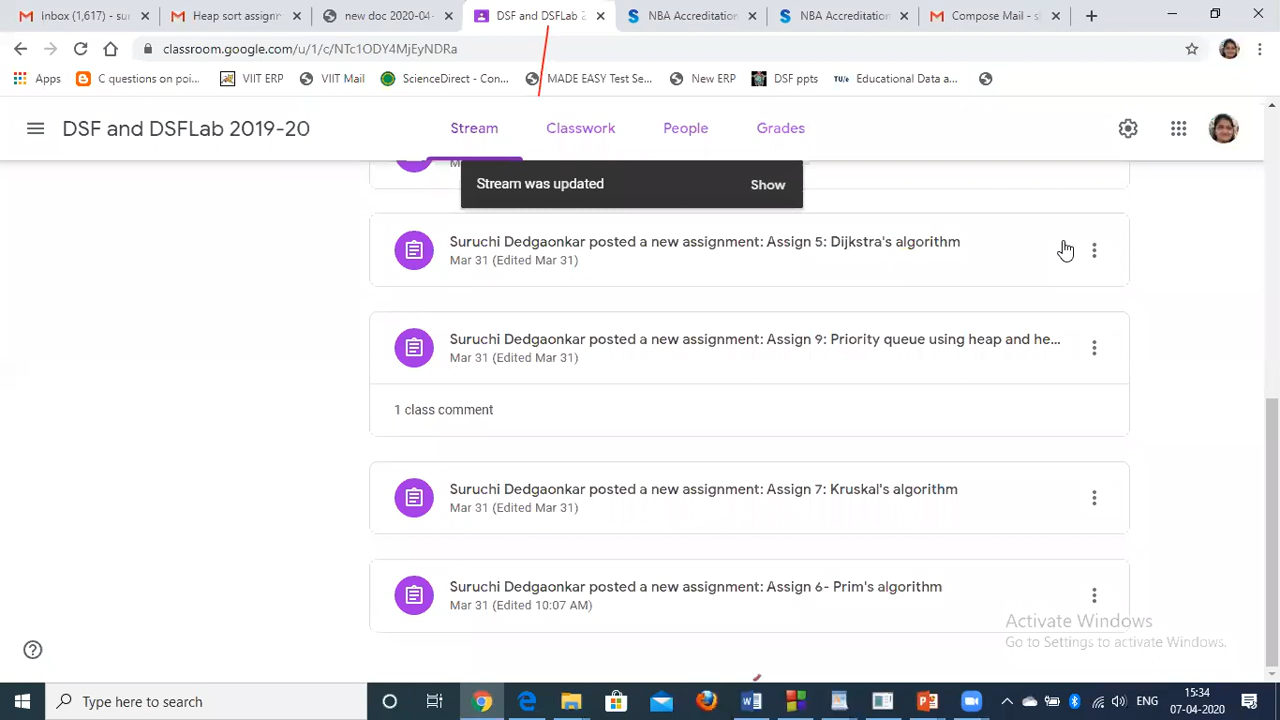 Inbox (1,617) - su
Heap sort assignm
new doc 2020-04-
DSF and DSFLab 2
NBA Accreditation
NBA Accreditation
Compose Mail - s
classroom.google.com/u/1/c/NTc1ODY4MjEyNDRa
Apps
C questions on poi...
VIIT ERP
VIIT Mail
ScienceDirect - Con...
MADE EASY Test Se...
New ERP
DSF ppts
TU/e
Educational Data a...
DSF and DSFLab 2019-20
Stream
Classwork
People
Grades
Stream was updated
Show
Suruchi Dedgaonkar posted a new assignment: Assign 5: Dijkstra's algorithm
Mar 31 (Edited Mar 31)
Suruchi Dedgaonkar posted a new assignment: Assign 9: Priority queue using heap and he...
Mar 31 (Edited Mar 31)
1 class comment
Suruchi Dedgaonkar posted a new assignment: Assign 7: Kruskal's algorithm
Mar 31 (Edited Mar 31)
Suruchi Dedgaonkar posted a new assignment: Assign 6- Prim's algorithm
Mar 31 (Edited 10:07 AM)
Activate Windows
Go to Settings to activate Windows.
Type here to search
ENG
15:34
07-04-2020